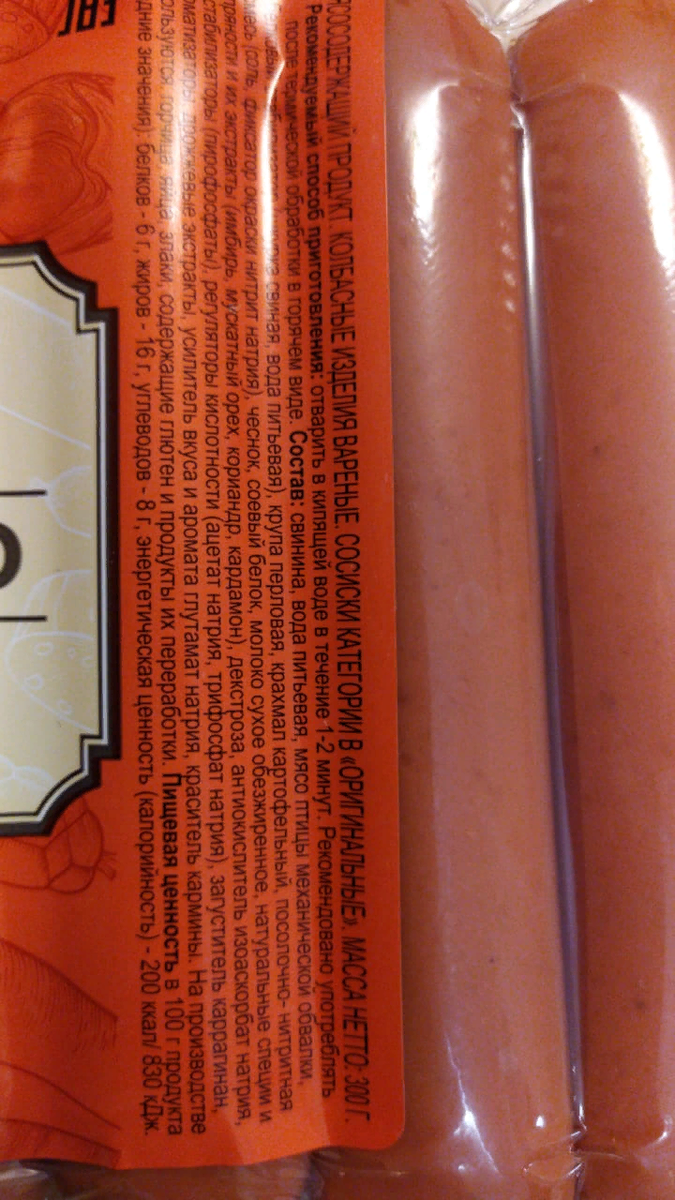 ЯСОСОДЕРЖАЩИЙ ПРОДУКТ. КОЛБАСНЫЕ ИЗДЕЛИЯ ВАРЕНЫЕ. СОСИСКИ КАТЕГОРИИ В «ОРИГИНАЛЬНЫЕ». МАССА НЕТТО: 300 Г.
Рекомендуемый способ приготовления: отварить в кипящей воде в течение 1-2 минут. Рекомендовано употреблять
после термической обработки в горячем виде. Состав: свинина, вода питьевая, мясо птицы механической обвалки,
свиная, вода питьевая), крупа перловая, крахмал картофельный, посолочно- нитритная
месь (соль, фиксатор окраски нитрит натрия), чеснок, соевый белок, молоко сухое обезжиренное, натуральные специи и
пряности и их экстракты (имбирь, мускатный орех, кориандр, кардамон), декстроза, антиокислитель изоаскорбат натрия,
стабилизаторы (пирофосфаты), регуляторы кислотности (ацетат натрия, трифосфат натрия), загуститель каррагинан,
оматизаторы, дрожжевые экстракты, усилитель вкуса и аромата глутамат натрия, краситель кармины. На производстве
ользуются горчица, яйца, злаки, содержащие глютен и продукты их переработки. Пищевая ценность в 100 г продукта
дние значения): белков - 6 г, жиров - 16 г, углеводов - 8 г, энергетическая ценность (калорийность) - 200 ккал/ 830 кДж.